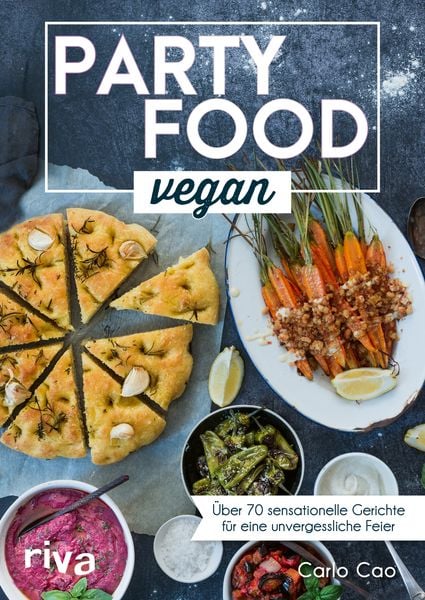 PARTY
FOOD
vegan
Über 70 sensationelle Gerichte
für eine unvergessliche Feier
riva
Carlo Cao